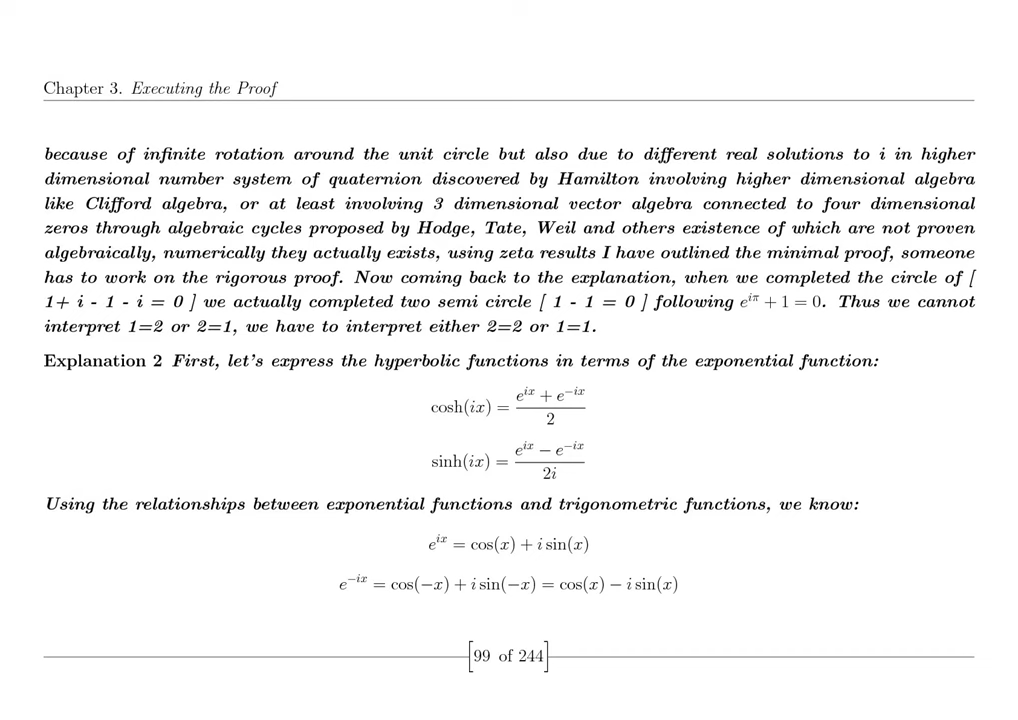 Chapter 3. Executing the Proof
because of infinite rotation around the unit circle but also due to different real solutions to i in higher
dimensional number system of quaternion discovered by Hamilton involving higher dimensional algebra
like Clifford algebra, or at least involving 3 dimensional vector algebra connected to four dimensional
zeros through algebraic cycles proposed by Hodge, Tate, Weil and others existence of which are not proven
algebraically, numerically they actually exists, using zeta results I have outlined the minimal proof, someone
has to work on the rigorous proof. Now coming back to the explanation, when we completed the circle of [
1+ i - 1 - i = 0 ] we actually completed two semi circle [ 1 - 1 = 0 ] following e^{iπ} + 1 = 0. Thus we cannot
interpret 1=2 or 2=1, we have to interpret either 2=2 or 1=1.
Explanation 2 First, let's express the hyperbolic functions in terms of the exponential function:
cosh(ix) = \frac{e^{ix} + e^{-ix}}{2}
sinh(ix) = \frac{e^{ix} − e^{-ix}}{2i}
Using the relationships between exponential functions and trigonometric functions, we know:
e^{ix} = cos(x) + i sin(x)
e^{-ix} = cos(−x) + i sin(−x) = cos(x) − i sin(x)
[99 of 244]